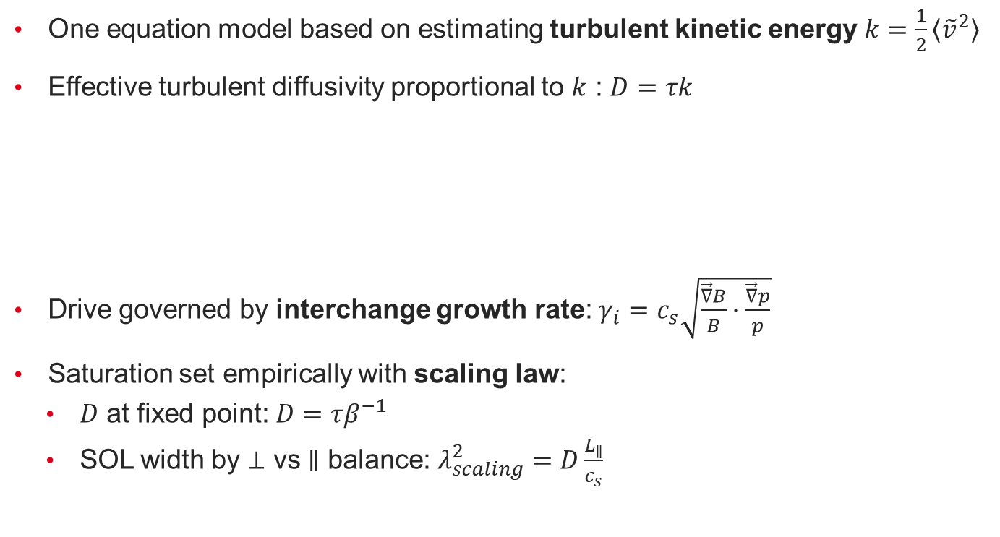 • One equation model based on estimating turbulent kinetic energy $k = \frac{1}{2}\langle \tilde{v}^2 \rangle$
• Effective turbulent diffusivity proportional to $k : D = \tau k$
• Drive governed by interchange growth rate: $\gamma_i = c_s \sqrt{\frac{\vec{\nabla} B}{B} \cdot \frac{\vec{\nabla} p}{p}}$
• Saturation set empirically with scaling law:
• $D$ at fixed point: $D = \tau \beta^{-1}$
• SOL width by ⊥ vs ∥ balance: $\lambda^2_{scaling} = D \frac{L_\parallel}{c_s}$